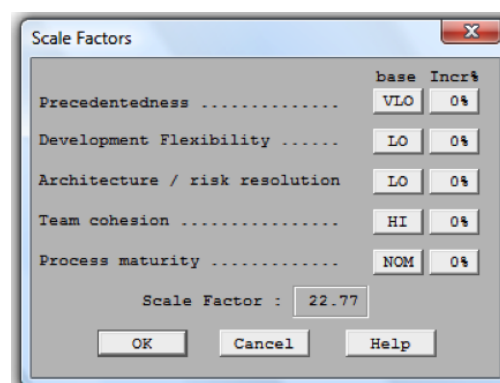 Scale Factors
base Incr%
Precedentedness .............. VLO 0%
Development Flexibility ...... LO 0%
Architecture / risk resolution LO 0%
Team cohesion ................ HI 0%
Process maturity ............. NOM 0%
Scale Factor : 22.77
OK Cancel Help